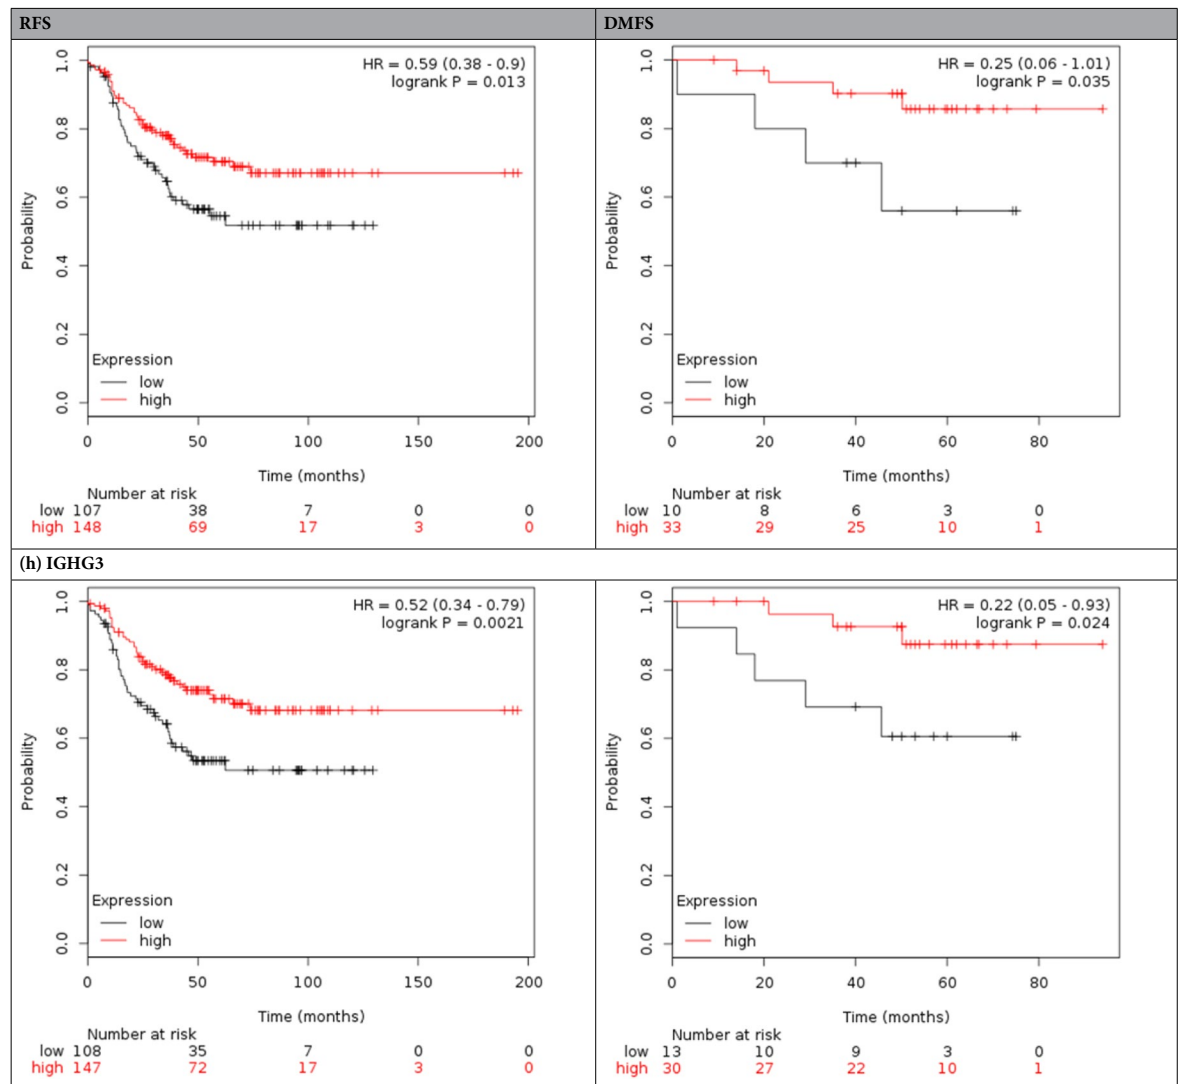 RFS DMFS
HR = 0.59 (0.38 - 0.9)
logrank P = 0.013
Probability
0.0 0.2 0.4 0.6 0.8 1.0
Expression
low
high
0 50 100 150 200
Time (months)
Number at risk
low 107 38 7 0 0
high 148 69 17 3 0
HR = 0.25 (0.06 - 1.01)
logrank P = 0.035
Probability
0.0 0.2 0.4 0.6 0.8 1.0
Expression
low
high
0 20 40 60 80
Time (months)
Number at risk
low 10 8 6 3 0
high 33 29 25 10 1
(h) IGHG3
HR = 0.52 (0.34 - 0.79)
logrank P = 0.0021
Probability
0.0 0.2 0.4 0.6 0.8 1.0
Expression
low
high
0 50 100 150 200
Time (months)
Number at risk
low 108 35 7 0 0
high 147 72 17 3 0
HR = 0.22 (0.05 - 0.93)
logrank P = 0.024
Probability
0.0 0.2 0.4 0.6 0.8 1.0
Expression
low
high
0 20 40 60 80
Time (months)
Number at risk
low 13 10 9 3 0
high 30 27 22 10 1